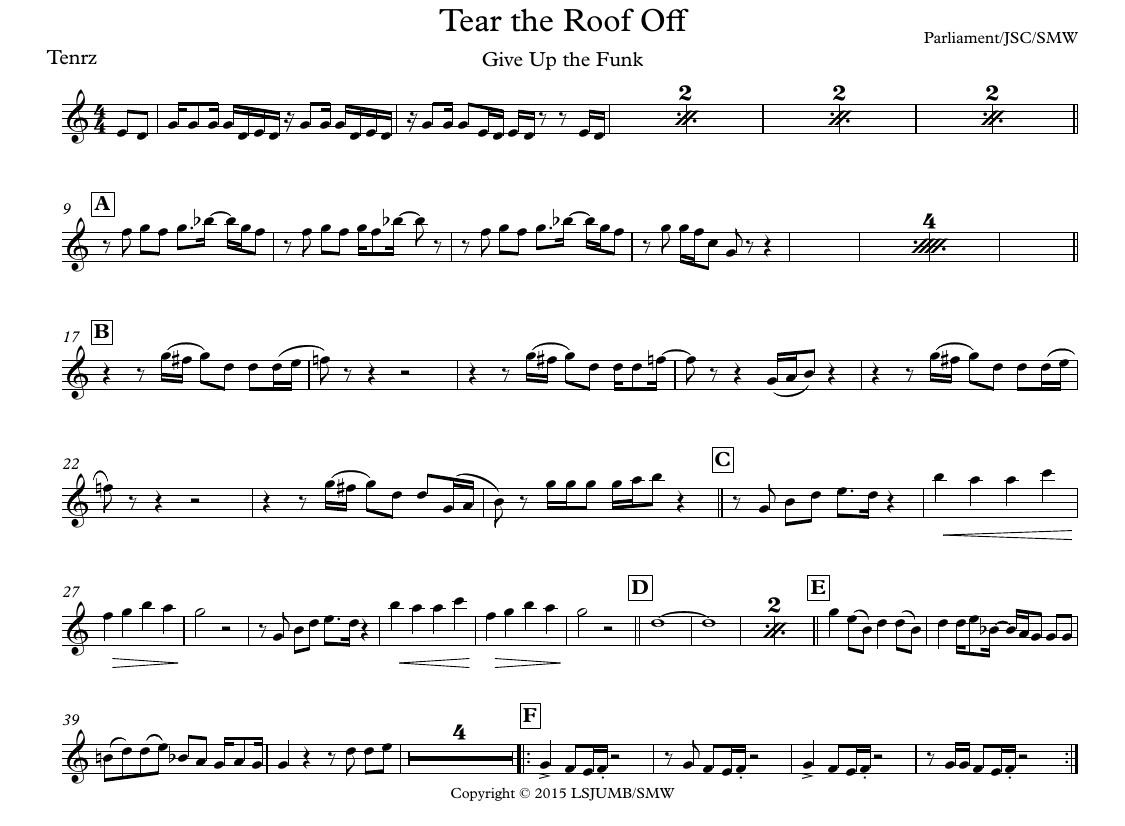 Tear the Roof Off
Parliament/JSC/SMW
Tenrz
Give Up the Funk
2 2 2
4
4
9 A
4
17 B
22 C
27 D 2 E
39 4 F
Copyright © 2015 LSJUMB/SMW